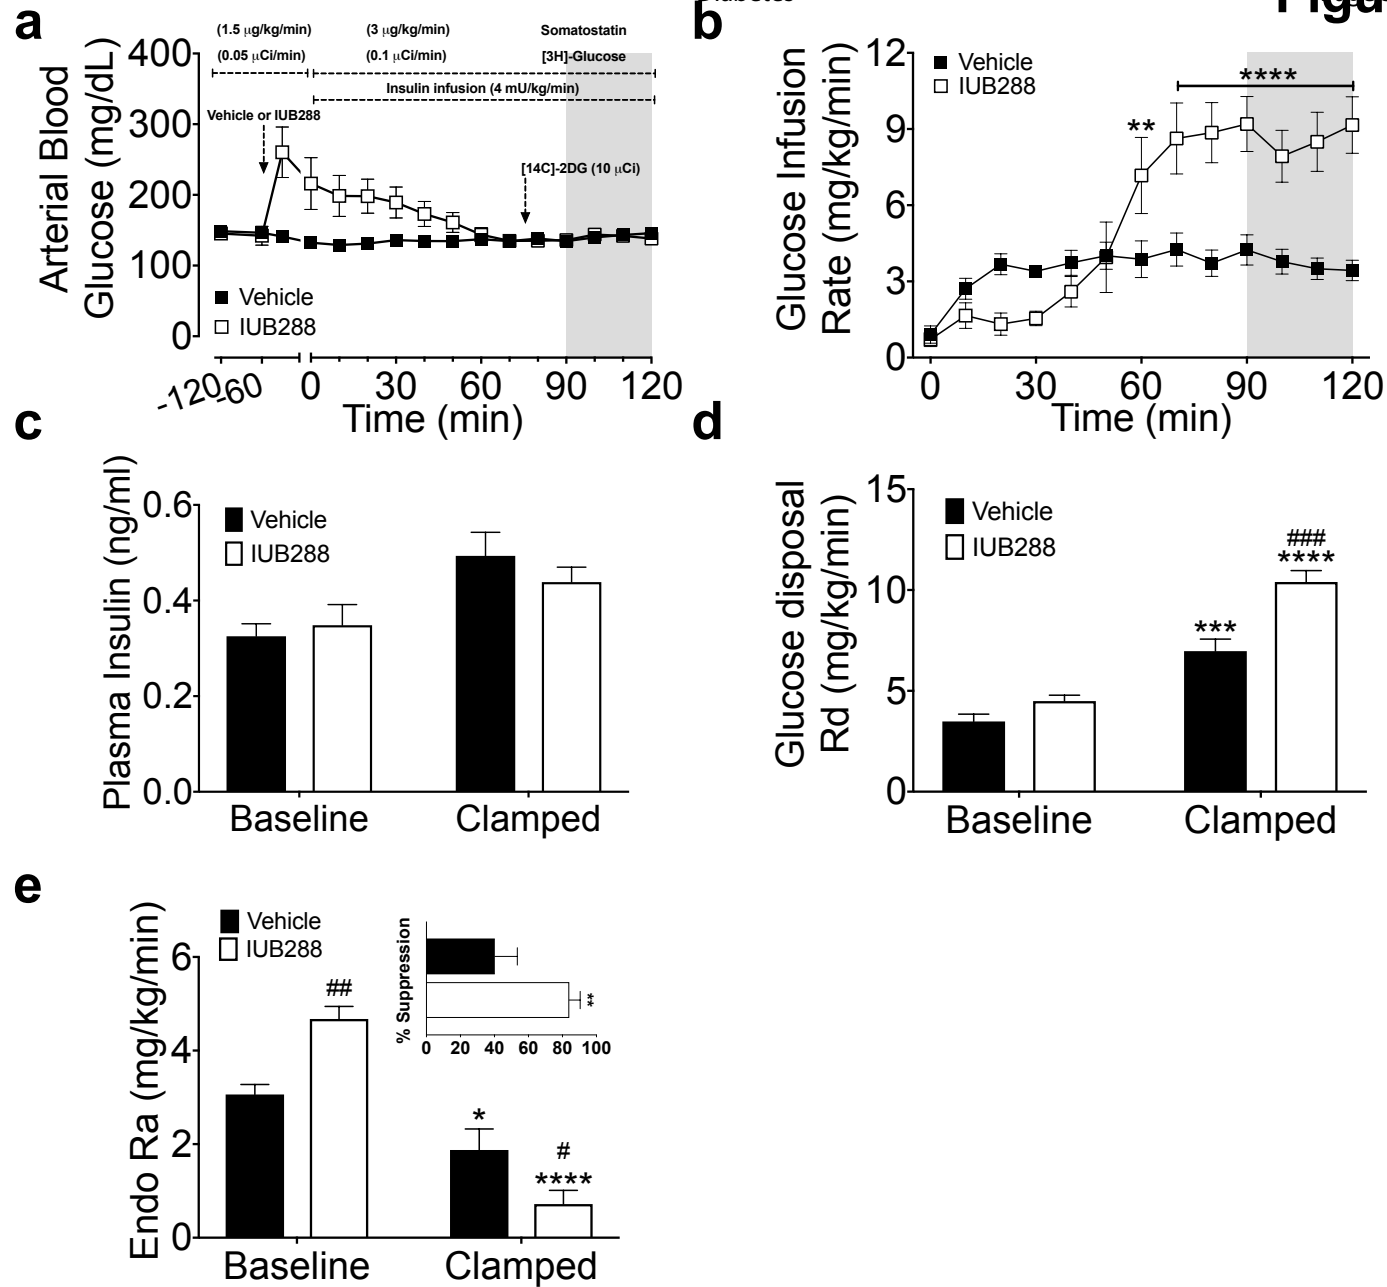 Figu
a
(1.5 μg/kg/min)
(3 μg/kg/min)
Somatostatin
(0.05 μCi/min)
(0.1 μCi/min)
[3H]-Glucose
Insulin infusion (4 mU/kg/min)
Vehicle or IUB288
[14C]-2DG (10 μCi)
Arterial Blood
Glucose (mg/dL)
400
300
200
100
0
Vehicle
IUB288
-120
-60
0
30
60
90
120
Time (min)
b
Glucose Infusion
Rate (mg/kg/min)
12
9
6
3
0
Vehicle
IUB288
**
****
0
30
60
90
120
Time (min)
c
Plasma Insulin (ng/ml)
0.6
0.4
0.2
0.0
Vehicle
IUB288
Baseline
Clamped
d
Glucose disposal
Rd (mg/kg/min)
15
10
5
0
Vehicle
IUB288
***
###
****
Baseline
Clamped
e
Endo Ra (mg/kg/min)
6
4
2
0
Vehicle
IUB288
##
*
#
****
Baseline
Clamped
% Suppression
**
0 20 40 60 80 100